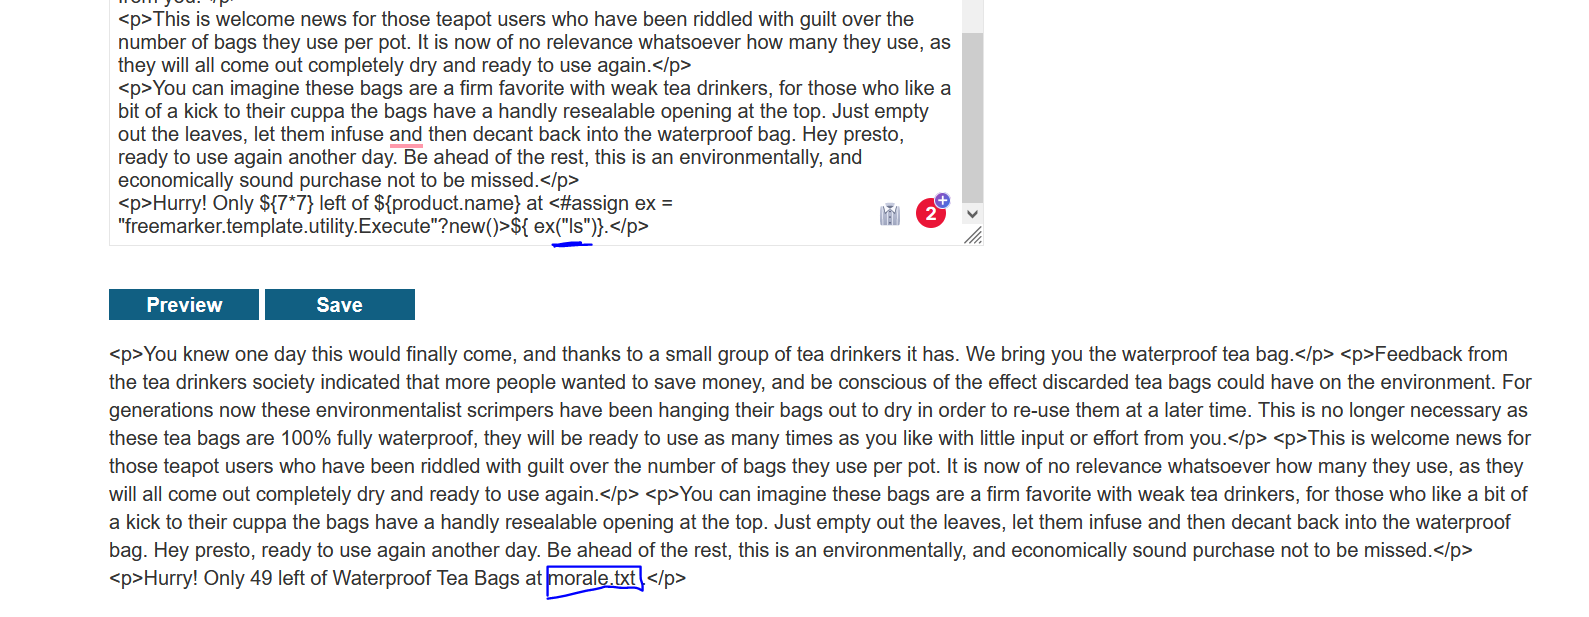 <p>This is welcome news for those teapot users who have been riddled with guilt over the
number of bags they use per pot. It is now of no relevance whatsoever how many they use, as
they will all come out completely dry and ready to use again.</p>
<p>You can imagine these bags are a firm favorite with weak tea drinkers, for those who like a
bit of a kick to their cuppa the bags have a handly resealable opening at the top. Just empty
out the leaves, let them infuse and then decant back into the waterproof bag. Hey presto,
ready to use again another day. Be ahead of the rest, this is an environmentally, and
economically sound purchase not to be missed.</p>
<p>Hurry! Only ${7*7} left of ${product.name} at <#assign ex =
"freemarker.template.utility.Execute"?new()>${ ex("ls")}.</p>
2
Preview Save
<p>You knew one day this would finally come, and thanks to a small group of tea drinkers it has. We bring you the waterproof tea bag.</p> <p>Feedback from
the tea drinkers society indicated that more people wanted to save money, and be conscious of the effect discarded tea bags could have on the environment. For
generations now these environmentalist scrimpers have been hanging their bags out to dry in order to re-use them at a later time. This is no longer necessary as
these tea bags are 100% fully waterproof, they will be ready to use as many times as you like with little input or effort from you.</p> <p>This is welcome news for
those teapot users who have been riddled with guilt over the number of bags they use per pot. It is now of no relevance whatsoever how many they use, as they
will all come out completely dry and ready to use again.</p> <p>You can imagine these bags are a firm favorite with weak tea drinkers, for those who like a bit of
a kick to their cuppa the bags have a handly resealable opening at the top. Just empty out the leaves, let them infuse and then decant back into the waterproof
bag. Hey presto, ready to use again another day. Be ahead of the rest, this is an environmentally, and economically sound purchase not to be missed.</p>
<p>Hurry! Only 49 left of Waterproof Tea Bags at morale.txt .</p>